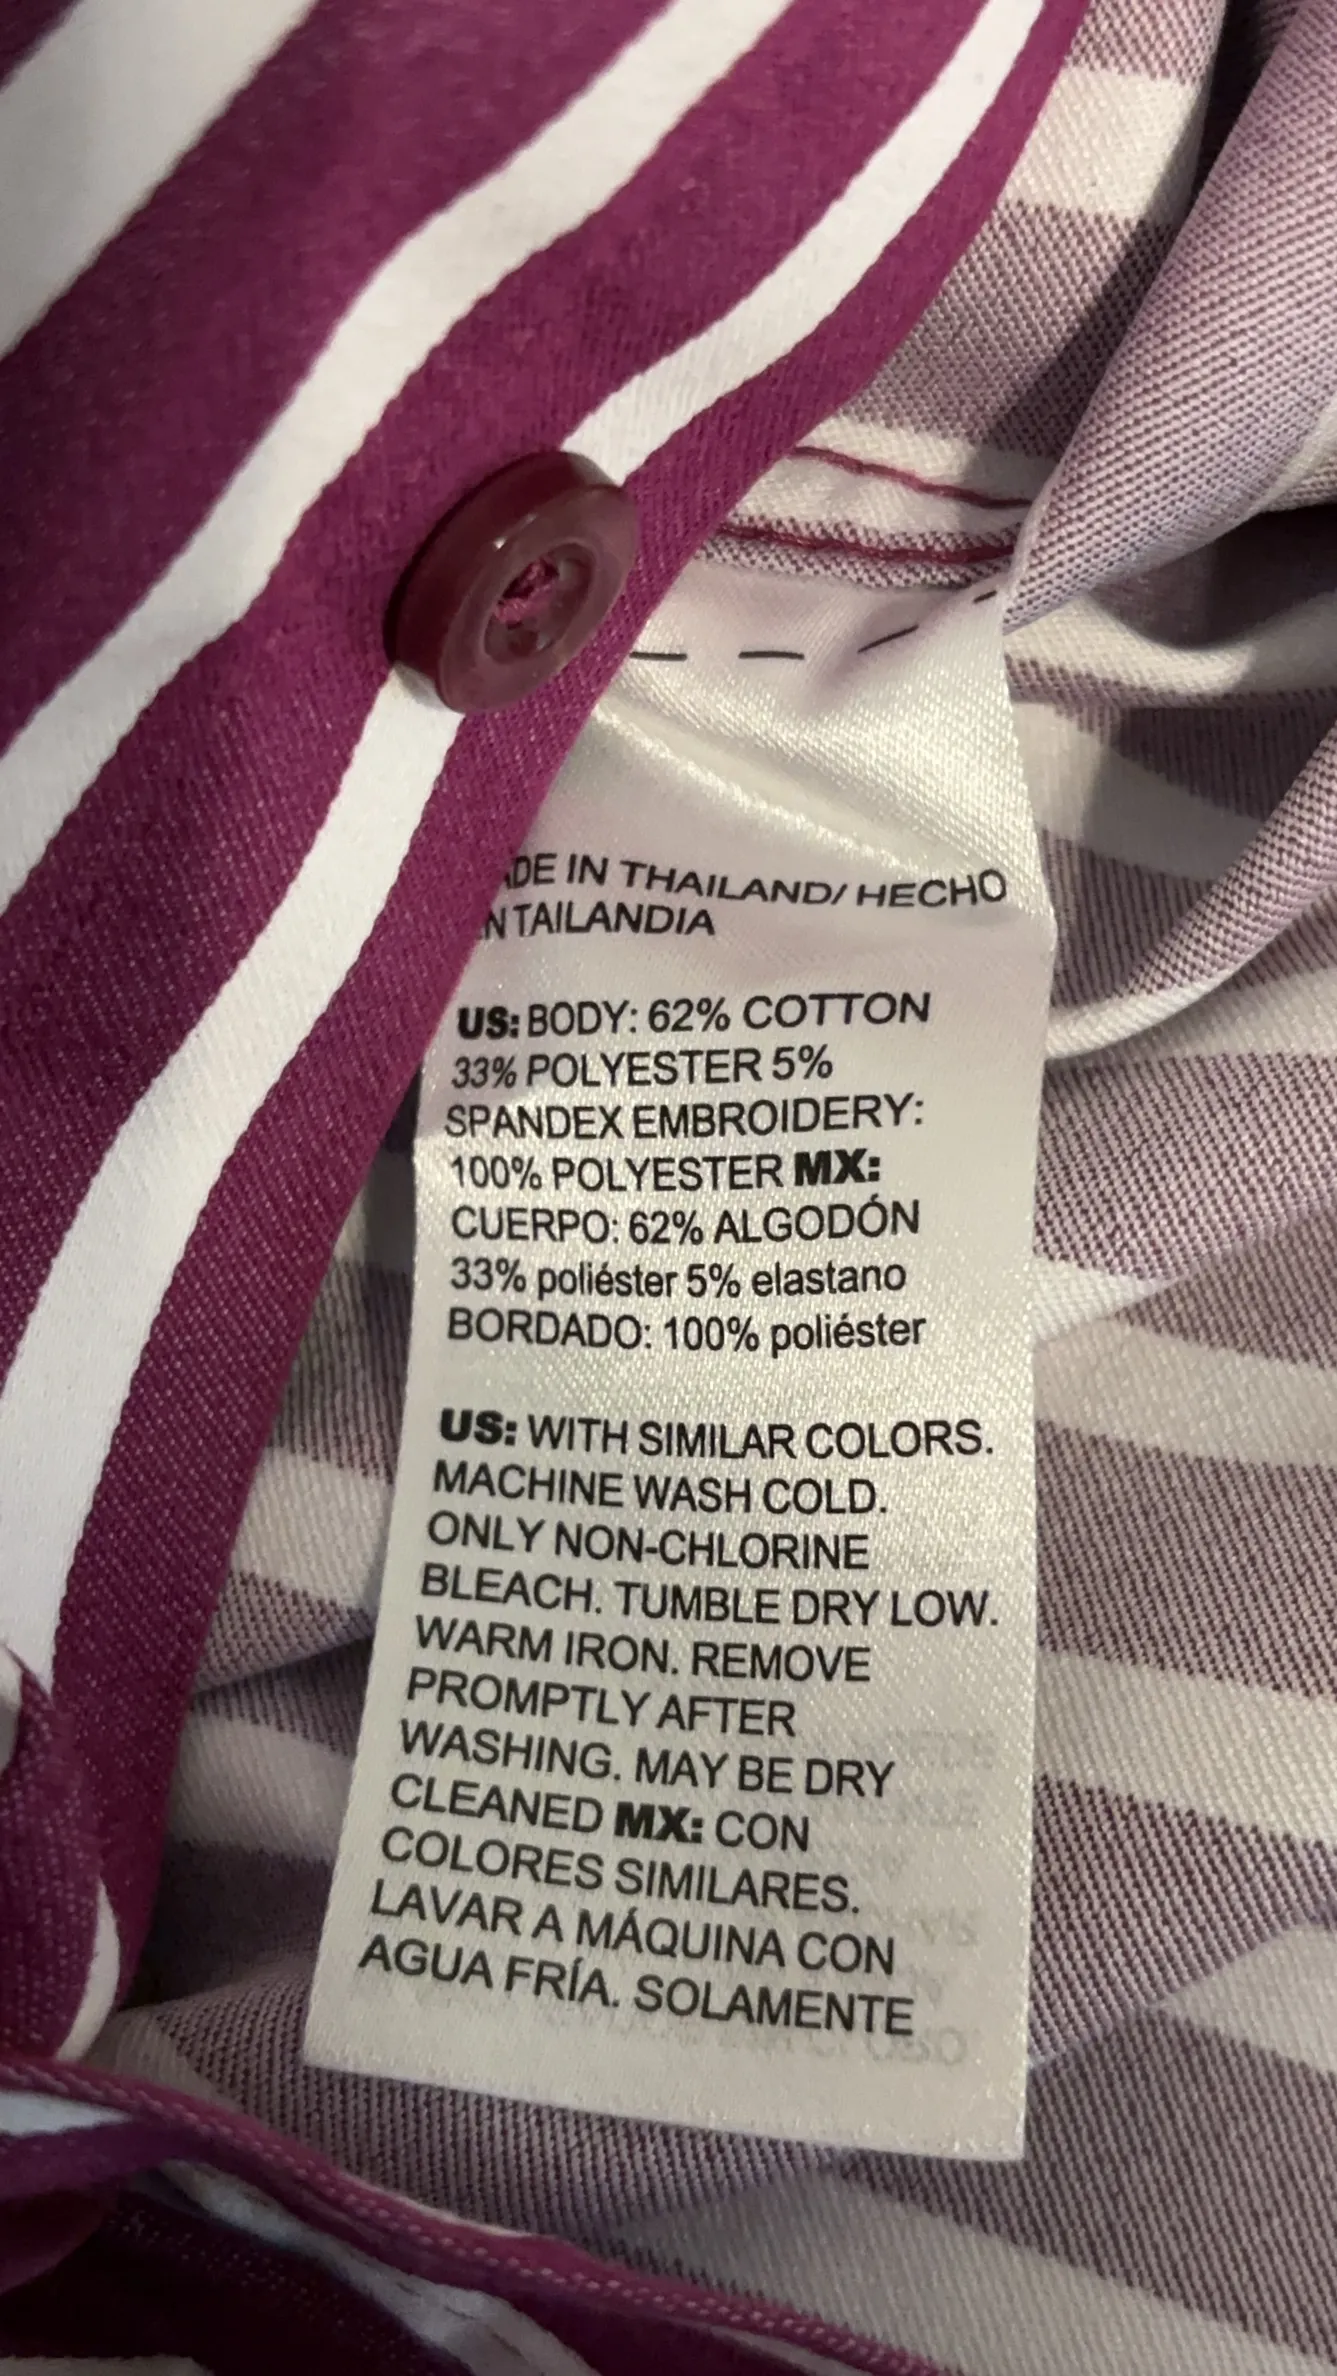 DE IN THAILAND/ HECHO
N TAILANDIA
US: BODY: 62% COTTON
33% POLYESTER 5%
SPANDEX EMBROIDERY:
100% POLYESTER MX:
CUERPO: 62% ALGODÓN
33% poliéster 5% elastano
BORDADO: 100% poliéster
US: WITH SIMILAR COLORS.
MACHINE WASH COLD.
ONLY NON-CHLORINE
BLEACH. TUMBLE DRY LOW.
WARM IRON. REMOVE
PROMPTLY AFTER
WASHING. MAY BE DRY
CLEANED MX: CON
COLORES SIMILARES.
LAVAR A MÁQUINA CON
AGUA FRÍA. SOLAMENTE